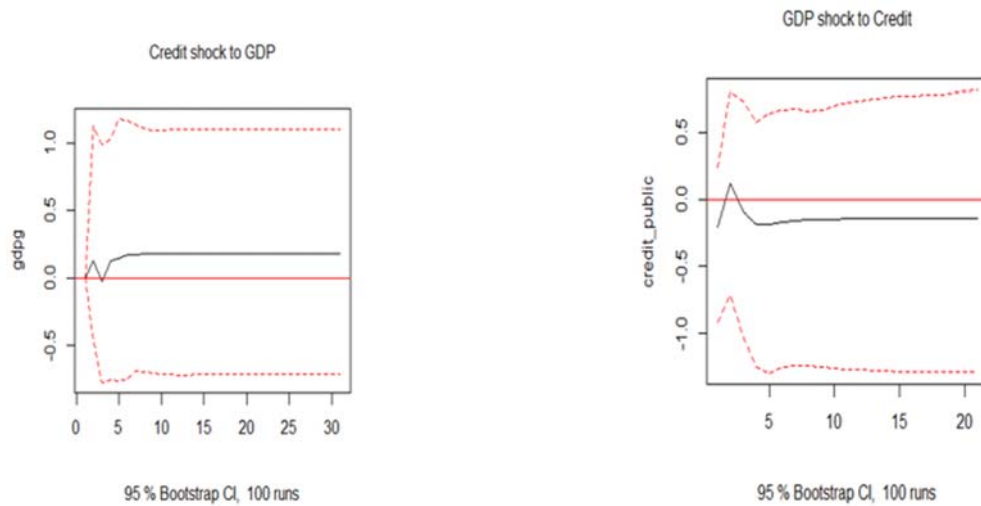 Credit shock to GDP
gdpg
1.0
0.5
0.0
-0.5
0 5 10 15 20 25 30
95 % Bootstrap CI, 100 runs
GDP shock to Credit
credit_public
0.5
0.0
-0.5
-1.0
5 10 15 20
95 % Bootstrap CI, 100 runs